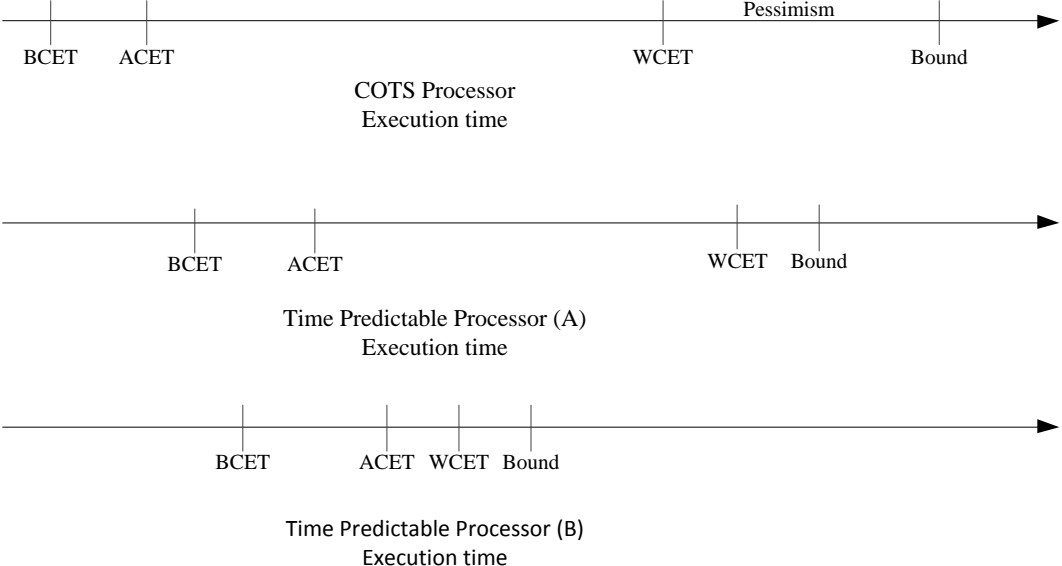 Pessimism
BCET ACET WCET Bound
COTS Processor
Execution time
BCET ACET WCET Bound
Time Predictable Processor (A)
Execution time
BCET ACET WCET Bound
Time Predictable Processor (B)
Execution time